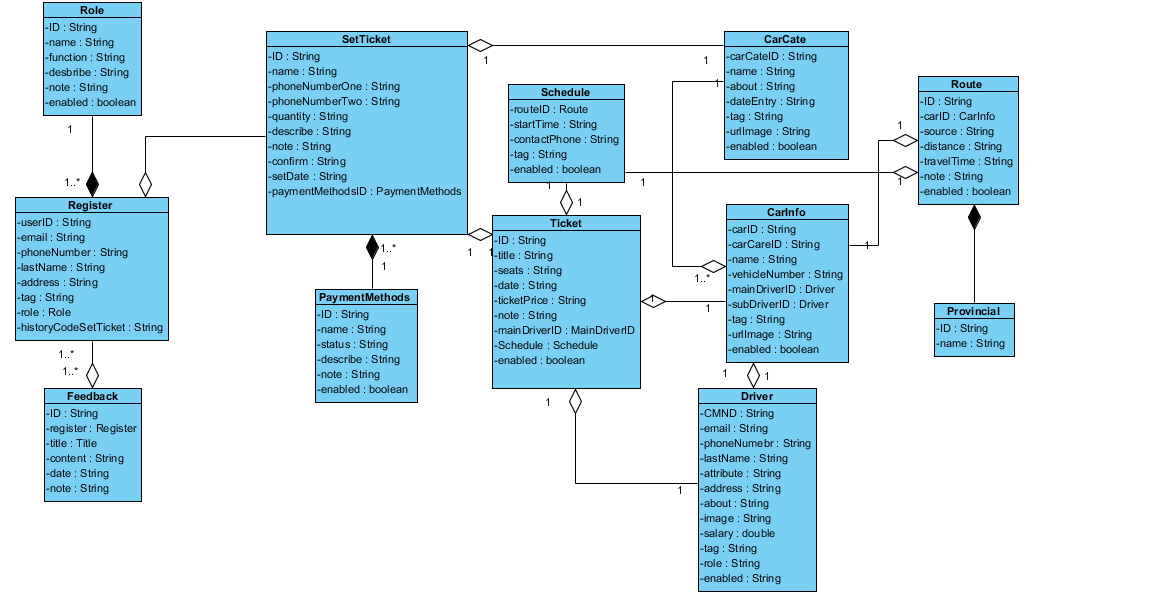 Role
-ID : String
-name : String
-function : String
-desbribe : String
-note : String
-enabled : boolean
1
1..*
Register
-userID : String
-email : String
-phoneNumber : String
-lastName : String
-address : String
-tag : String
-role : Role
-historyCodeSetTicket : String
1..*
1..*
Feedback
-ID : String
-register : Register
-title : Title
-content : String
-date : String
-note : String
SetTicket
-ID : String
-name : String
-phoneNumberOne : String
-phoneNumberTwo : String
-quantity : String
-describe : String
-note : String
-confirm : String
-setDate : String
-paymentMethodsID : PaymentMethods
1
1
1..*
1
1
1
PaymentMethods
-ID : String
-name : String
-status : String
-describe : String
-note : String
-enabled : boolean
Schedule
-routeID : Route
-startTime : String
-contactPhone : String
-tag : String
-enabled : boolean
1
1
1
1
Ticket
-ID : String
-title : String
-seats : String
-date : String
-ticketPrice : String
-note : String
-mainDriverID : MainDriverID
-Schedule : Schedule
-enabled : boolean
1
1
1
1
CarCate
-carCateID : String
-name : String
-about : String
-dateEntry : String
-tag : String
-urlImage : String
-enabled : boolean
1
1..*
CarInfo
-carID : String
-carCareID : String
-name : String
-vehicleNumber : String
-mainDriverID : Driver
-subDriverID : Driver
-tag : String
-urlImage : String
-enabled : boolean
1
1
1
1
Driver
-CMND : String
-email : String
-phoneNumebr : String
-lastName : String
-attribute : String
-address : String
-about : String
-image : String
-salary : double
-tag : String
-role : String
-enabled : String
Route
-ID : String
-carID : CarInfo
-source : String
-distance : String
-travelTime : String
-note : String
-enabled : boolean
Provincial
-ID : String
-name : String